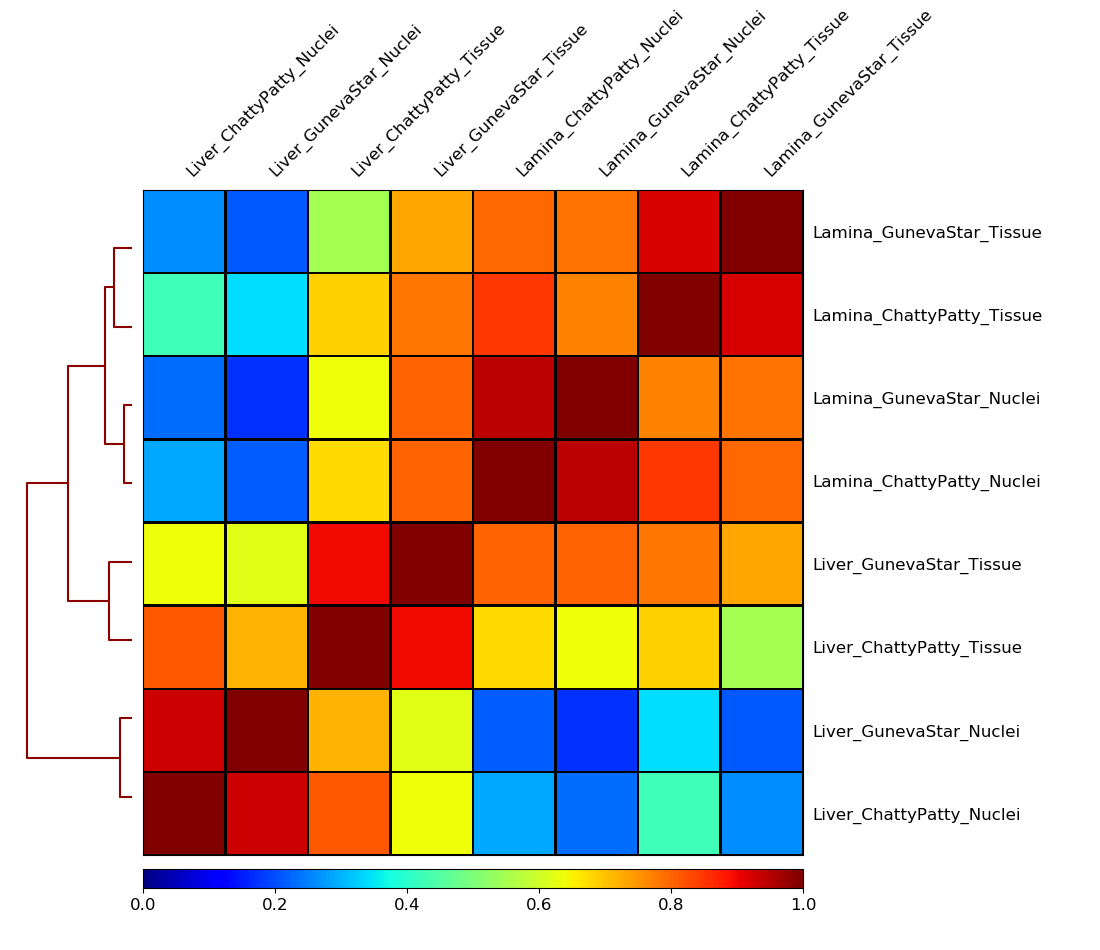 Liver_ChattyPatty_Nuclei
Liver_GunevaStar_Nuclei
Liver_ChattyPatty_Tissue
Liver_GunevaStar_Tissue
Lamina_ChattyPatty_Nuclei
Lamina_GunevaStar_Nuclei
Lamina_ChattyPatty_Tissue
Lamina_GunevaStar_Tissue
Lamina_GunevaStar_Tissue
Lamina_ChattyPatty_Tissue
Lamina_GunevaStar_Nuclei
Lamina_ChattyPatty_Nuclei
Liver_GunevaStar_Tissue
Liver_ChattyPatty_Tissue
Liver_GunevaStar_Nuclei
Liver_ChattyPatty_Nuclei
0.0 0.2 0.4 0.6 0.8 1.0